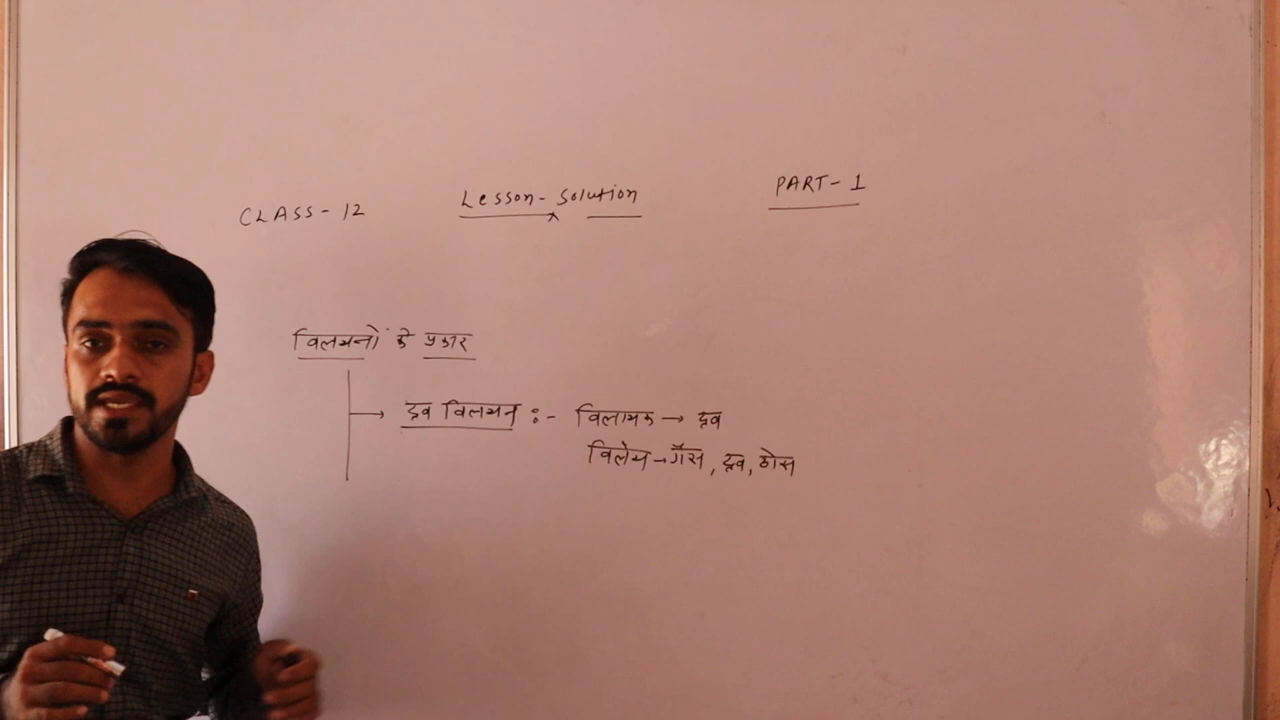 CLASS-12 Lesson-Solution PART-1
विलयनों के प्रकार
द्रव विलयन :- विलायक → द्रव
विलेय → गैस, द्रव, ठोस